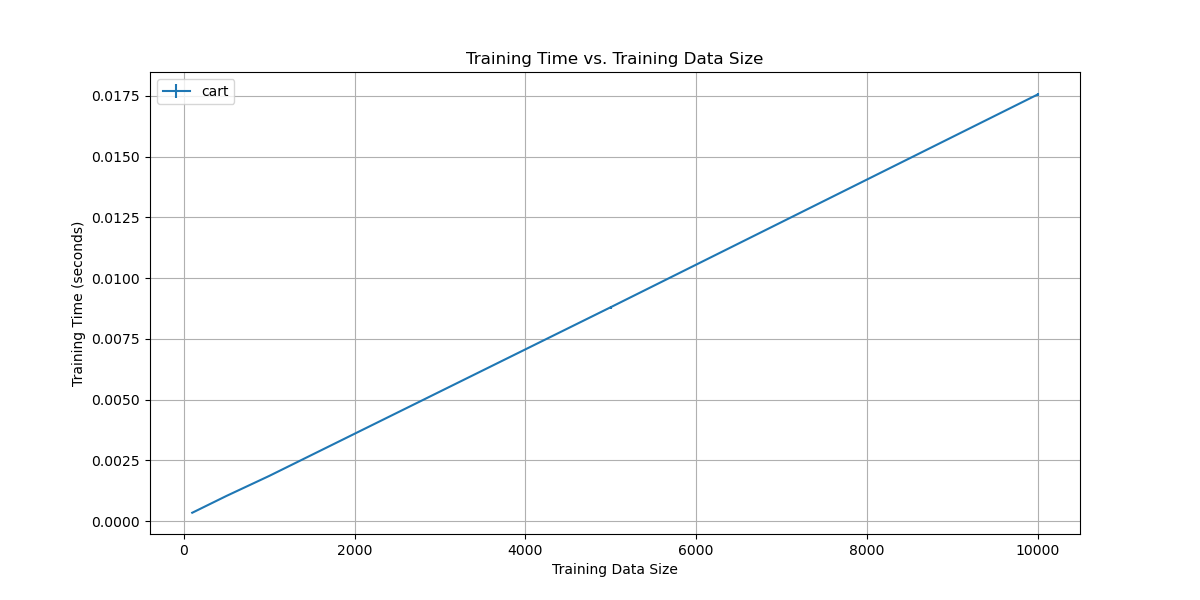 Training Time vs. Training Data Size
cart
0.0175
0.0150
0.0125
0.0100
0.0075
0.0050
0.0025
0.0000
Training Time (seconds)
0 2000 4000 6000 8000 10000
Training Data Size